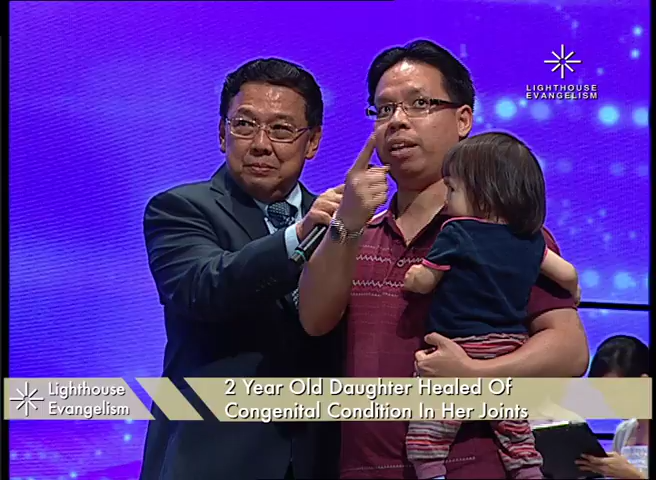 LIGHTHOUSE
EVANGELISM
Lighthouse
Evangelism
2 Year Old Daughter Healed Of
Congenital Condition In Her Joints